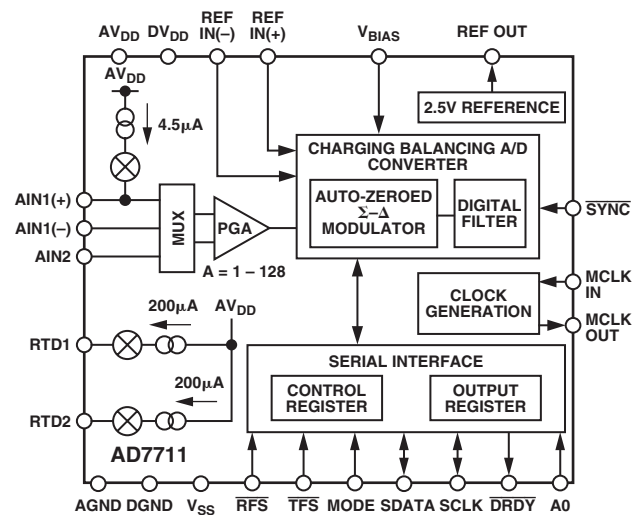 AVDD DVDD REF IN(–) REF IN(+) VBIAS REF OUT
AVDD
4.5µA
2.5V REFERENCE
CHARGING BALANCING A/D
CONVERTER
AUTO-ZEROED
Σ–Δ
MODULATOR
DIGITAL
FILTER
AIN1(+)
AIN1(–)
AIN2
MUX
PGA
A = 1 – 128
SYNC
MCLK
IN
MCLK
OUT
CLOCK
GENERATION
200µA
AVDD
RTD1
200µA
RTD2
SERIAL INTERFACE
CONTROL
REGISTER
OUTPUT
REGISTER
AD7711
AGND DGND VSS RFS TFS MODE SDATA SCLK DRDY A0